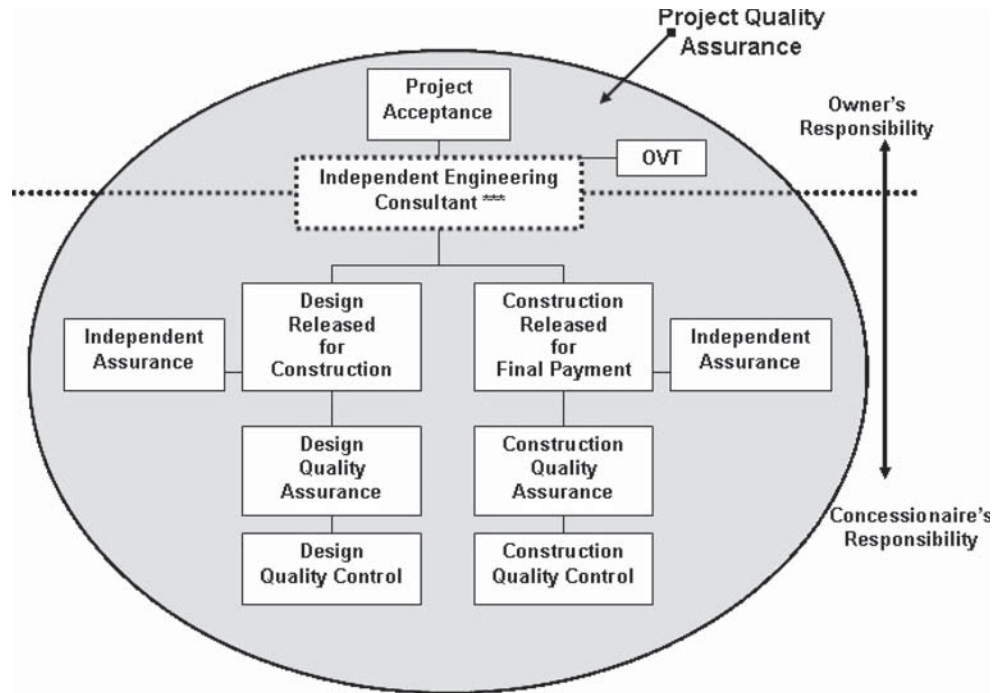 Project Quality
Assurance
Project
Acceptance
Owner's
Responsibility
OVT
Independent Engineering
Consultant ***
Design
Released
for
Construction
Construction
Released
for
Final Payment
Independent
Assurance
Independent
Assurance
Design
Quality
Assurance
Construction
Quality
Assurance
Concessionaire's
Responsibility
Design
Quality Control
Construction
Quality Control